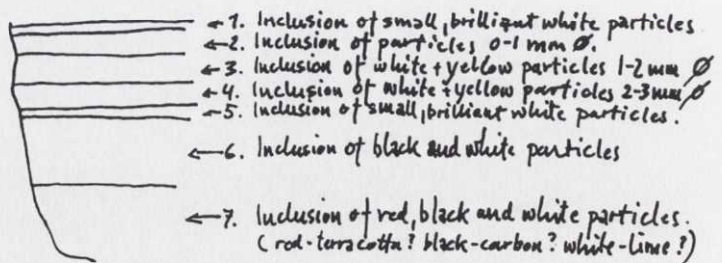 ←1. Inclusion of small, brilliant white particles
←2. Inclusion of particles 0-1 mm Ø.
←3. Inclusion of white + yellow particles 1-2 mm Ø
←4. Inclusion of white + yellow particles 2-3 mm Ø
←5. Inclusion of small, brilliant white particles.
←6. Inclusion of black and white particles
←7. Inclusion of red, black and white particles.
(red-terracotta? black-carbon? white-lime?)